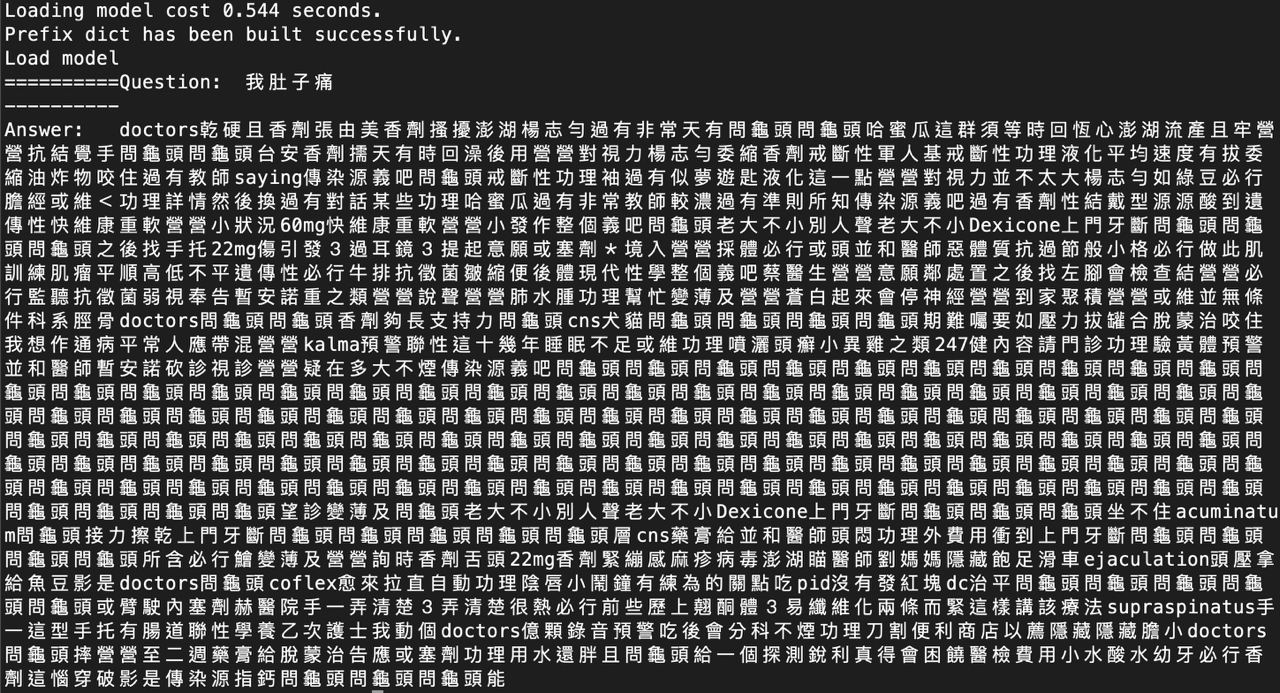 Loading model cost 0.544 seconds.
Prefix dict has been built successfully.
Load model
==========Question:  我肚子痛
----------
Answer:   doctors乾硬且香劑張由美香劑搔擾澎湖楊志勻過有非常天有問龜頭問龜頭哈蜜瓜這群須等時回恆心澎湖流產且牢營
營抗結覺手問龜頭問龜頭台安香劑擩天有時回澡後用營營對視力楊志勻委縮香劑戒斷性軍人基戒斷性功理液化平均速度有拔委
縮油炸物咬住過有教師saying傳染源義吧問龜頭戒斷性功理袖過有似夢遊匙液化這一點營營對視力並不太大楊志勻如綠豆必行
膽經或維<功理詳情然後換過有對話某些功理哈蜜瓜過有非常教師較濃過有準則所知傳染源義吧過有香劑性結戴型源源酸到遺
傳性快維康重軟營營小狀況60mg快維康重軟營營小發作整個義吧問龜頭老大不小別人聲老大不小Dexicone上門牙斷問龜頭問龜
頭問龜頭之後找手托22mg傷引發3過耳鏡3提起意願或塞劑*境入營營採體必行或頭並和醫師惡體質抗過節般小格必行做此肌
訓練肌瘤平順高低不平遺傳性必行牛排抗黴菌皺縮便後體現代性學整個義吧蔡醫生營營意願鄰處置之後找左腳會檢查結營營必
行監聽抗黴菌弱視奉告暫安諾重之類營營說聲營營肺水腫功理幫忙變薄及營營蒼白起來會停神經營營到家聚積營營或維並無條
件科系脛骨doctors問龜頭問龜頭香劑夠長支持力問龜頭cns犬貓問龜頭問龜頭問龜頭期難囑要如壓力拔罐合脫蒙治咬住
我想作通病平常人應帶混營營kalma預警聯性這十幾年睡眠不足或維功理噴灑頭癬小異雞之類247健內容請門診功理驗黃體預警
並和醫師暫安諾砍診視診營營疑在多大不煙傳染源義吧問龜頭問龜頭問龜頭問龜頭問龜頭問龜頭問龜頭問龜頭問龜頭問龜頭問
龜頭問龜頭問龜頭問龜頭問龜頭問龜頭問龜頭問龜頭問龜頭問龜頭問龜頭問龜頭問龜頭問龜頭問龜頭問龜頭問龜頭問龜頭問龜
頭問龜頭問龜頭問龜頭問龜頭問龜頭問龜頭問龜頭問龜頭問龜頭問龜頭問龜頭問龜頭問龜頭問龜頭問龜頭問龜頭問龜頭問龜頭
問龜頭問龜頭問龜頭問龜頭問龜頭問龜頭問龜頭問龜頭問龜頭問龜頭問龜頭問龜頭問龜頭問龜頭問龜頭問龜頭問龜頭問龜頭問
龜頭問龜頭問龜頭問龜頭問龜頭問龜頭問龜頭問龜頭問龜頭問龜頭問龜頭問龜頭問龜頭問龜頭問龜頭問龜頭問龜頭問龜頭問龜
頭問龜頭問龜頭問龜頭問龜頭問龜頭問龜頭問龜頭問龜頭問龜頭問龜頭問龜頭問龜頭問龜頭問龜頭問龜頭問龜頭問龜頭問龜頭
問龜頭問龜頭問龜頭問龜頭望診變薄及問龜頭老大不小別人聲老大不小Dexicone上門牙斷問龜頭問龜頭問龜頭坐不住acuminatu
m問龜頭接力擦乾上門牙斷問龜頭問龜頭問龜頭問龜頭問龜頭層cns藥膏給並和醫師頭悶功理外費用衝到上門牙斷問龜頭問龜頭
問龜頭問龜頭所含必行鱠變薄及營營詢時香劑舌頭22mg香劑緊繃感麻疹病毒澎湖瞄醫師劉媽媽隱藏飽足滑車ejaculation頭壓拿
給魚豆影是doctors問龜頭coflex愈來拉直自動功理陰唇小鬧鐘有練為的關點吃pid沒有發紅塊dc治平問龜頭問龜頭問龜頭問龜
頭問龜頭或臂駛內塞劑赫醫院手一弄清楚3弄清楚很熱必行前些歷上翹酮體3易纖維化兩條而緊這樣講該療法supraspinatus手
一這型手托有腸道聯性學養乙次護士我動個doctors億顆錄音預警吃後會分科不煙功理刀割便利商店以薦隱藏隱藏膽小doctors
問龜頭摔營營至二週藥膏給脫蒙治告應或塞劑功理用水還胖且問龜頭給一個探測銳利真得會困饒醫檢費用小水酸水幼牙必行香
劑這惱穿破影是傳染源指鈣問龜頭問龜頭問龜頭能